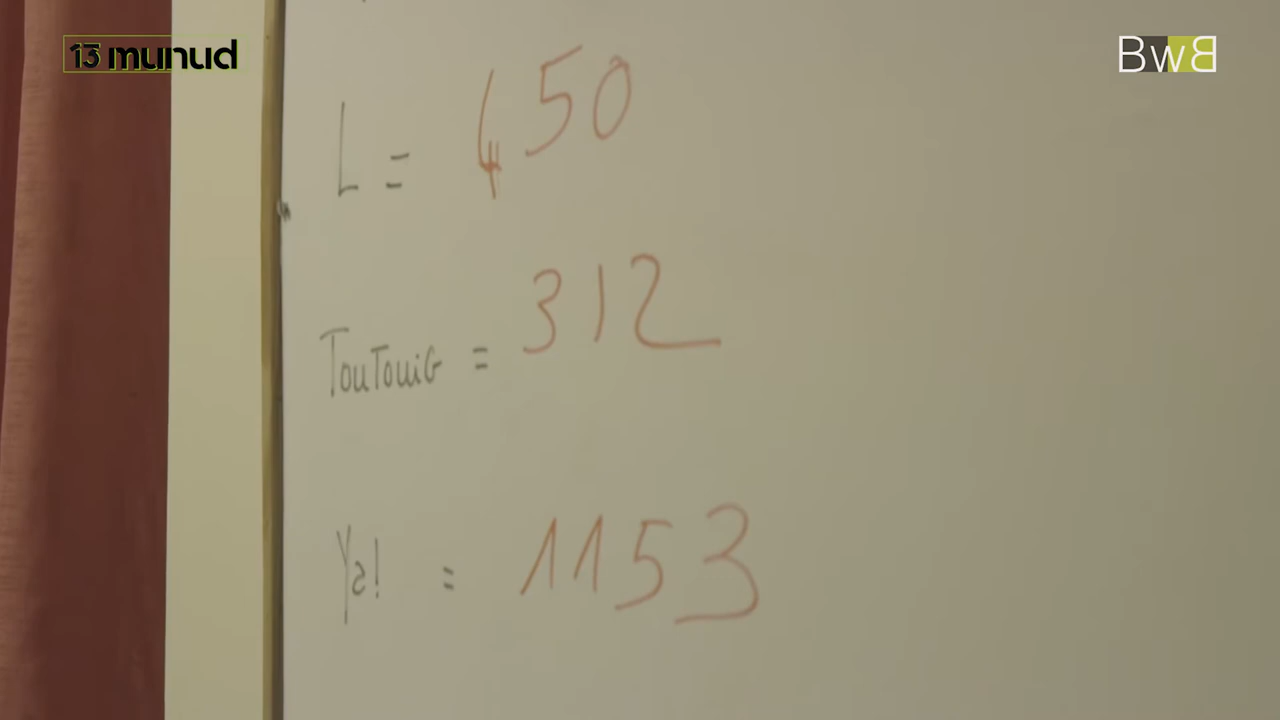 13 munud
BwB
L = 450
TouTouiG = 312
Ya! = 1153